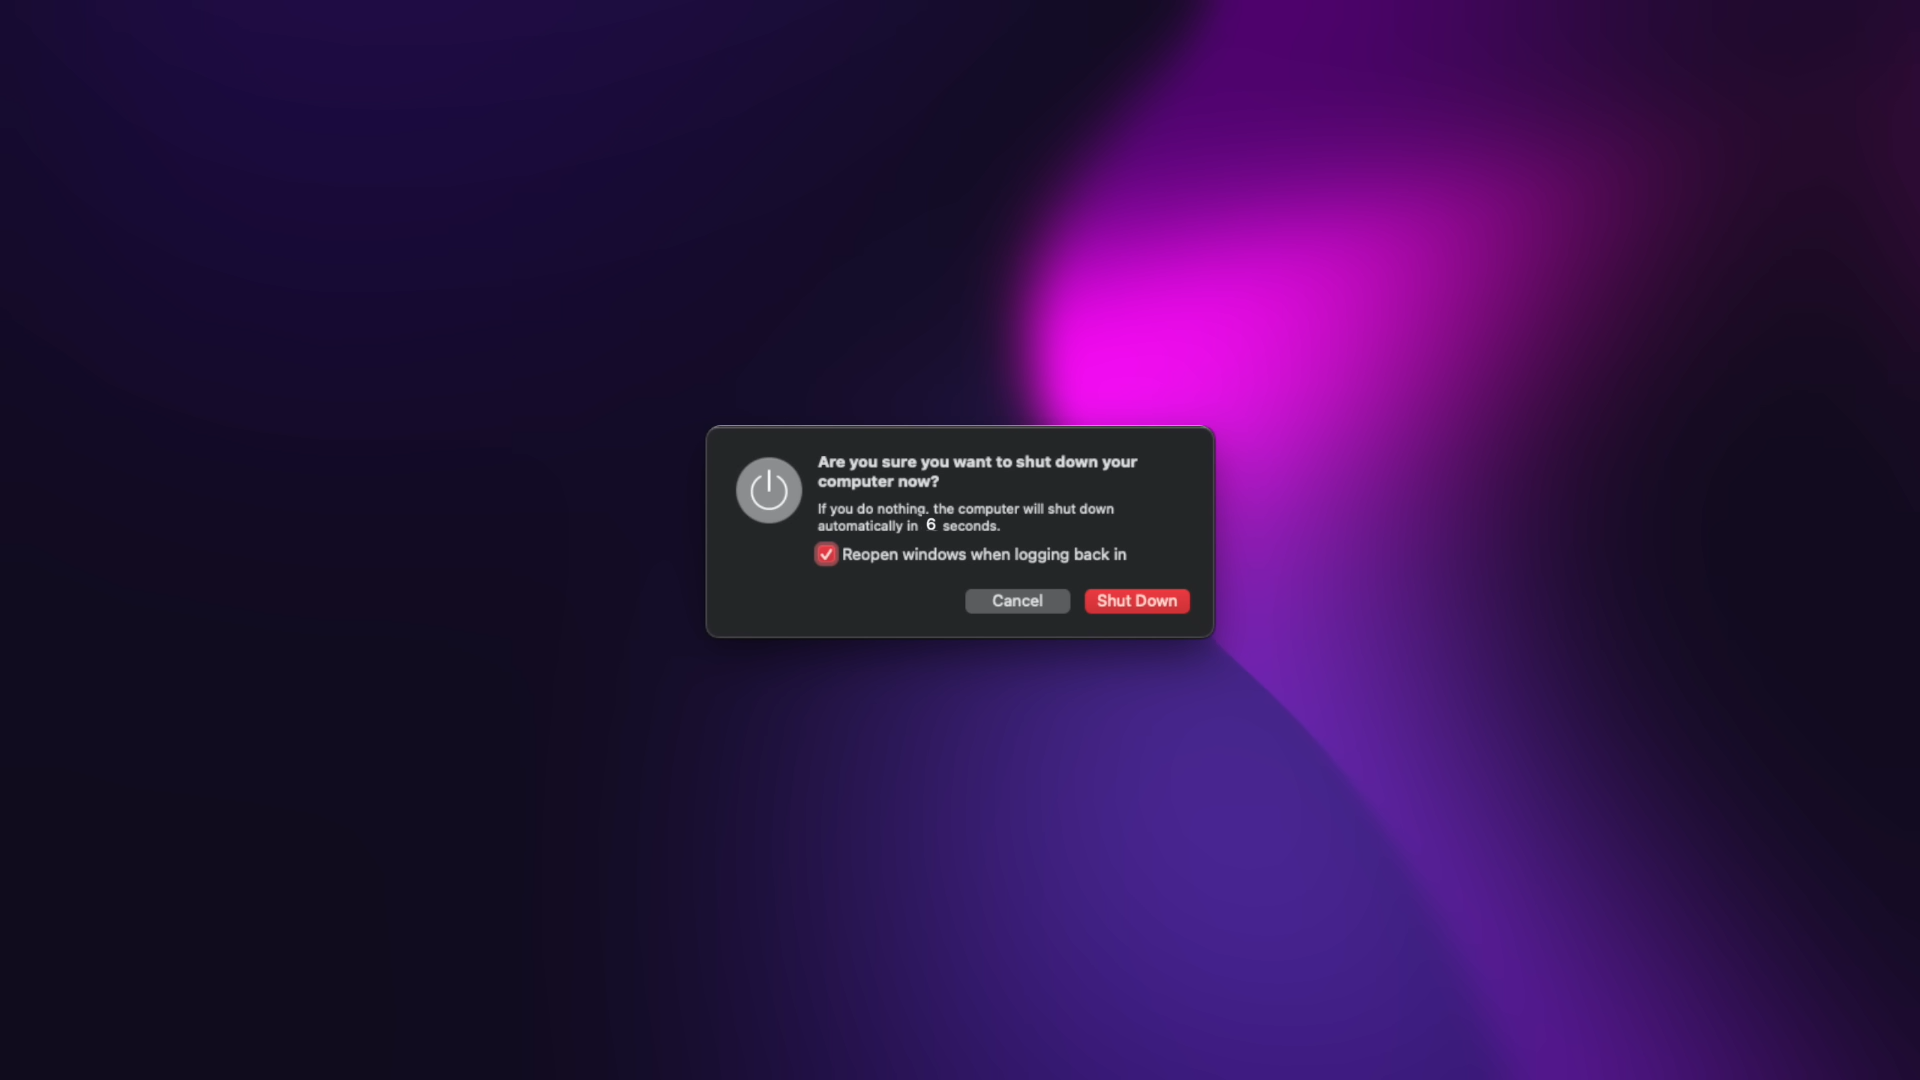 Are you sure you want to shut down your
computer now?
If you do nothing. the computer will shut down
automatically in 6 seconds.
Reopen windows when logging back in
Cancel
Shut Down